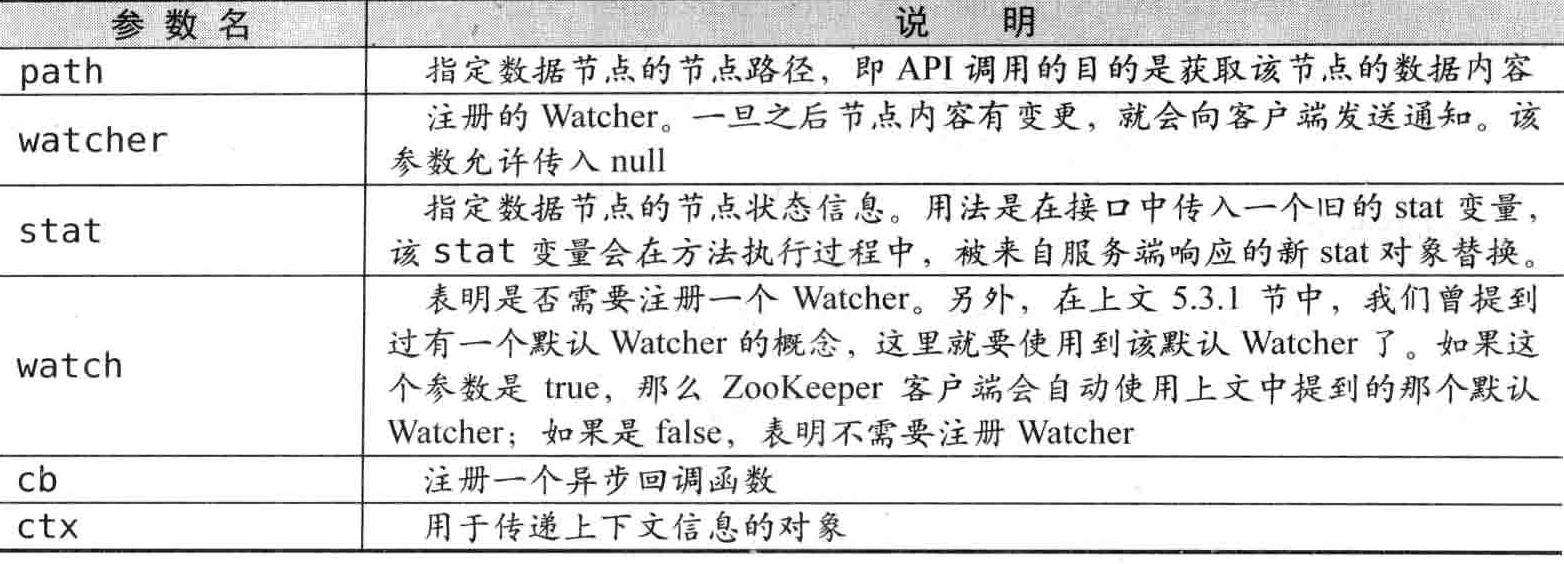 参 数 名 说 明
path 指定数据节点的节点路径，即 API 调用的目的是获取该节点的数据内容
watcher 注册的 Watcher。一旦之后节点内容有变更，就会向客户端发送通知。该
参数允许传入 null
stat 指定数据节点的节点状态信息。用法是在接口中传入一个旧的 stat 变量，
该 stat 变量会在方法执行过程中，被来自服务端响应的新 stat 对象替换。
watch 表明是否需要注册一个 Watcher。另外，在上文 5.3.1 节中，我们曾提到
过有一个默认 Watcher 的概念，这里就要使用到该默认 Watcher 了。如果这
个参数是 true，那么 ZooKeeper 客户端会自动使用上文中提到的那个默认
Watcher；如果是 false，表明不需要注册 Watcher
cb 注册一个异步回调函数
ctx 用于传递上下文信息的对象